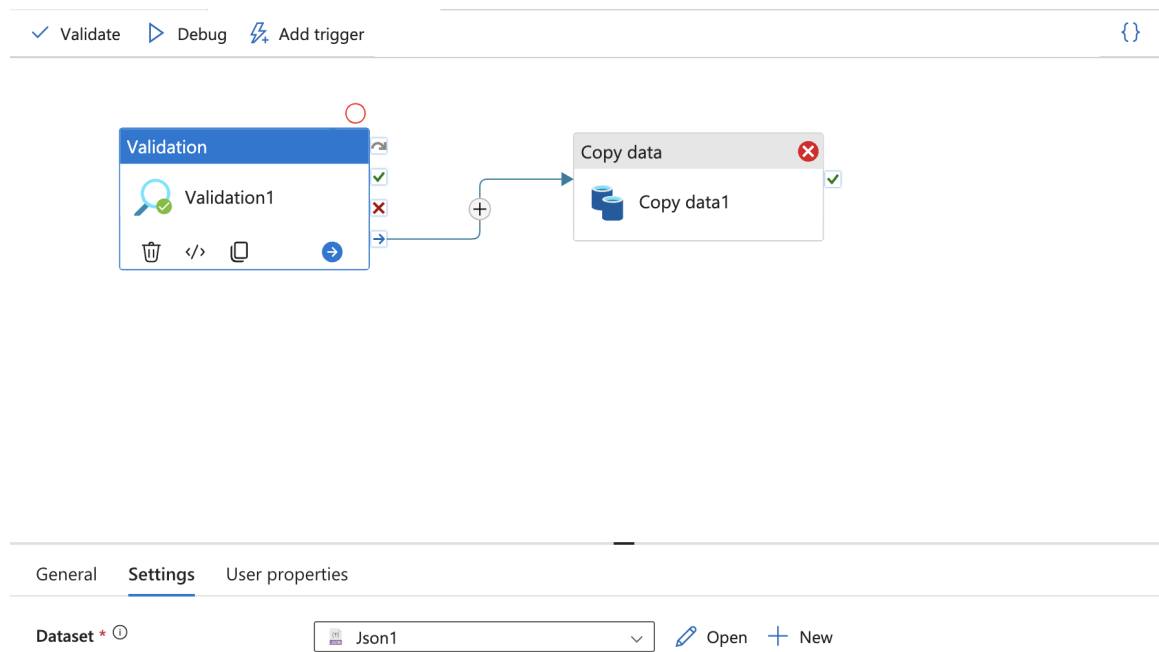 Validate Debug Add trigger {}
Validation
Validation1
</>
Copy data
Copy data1
General Settings User properties
Dataset * Json1 Open New